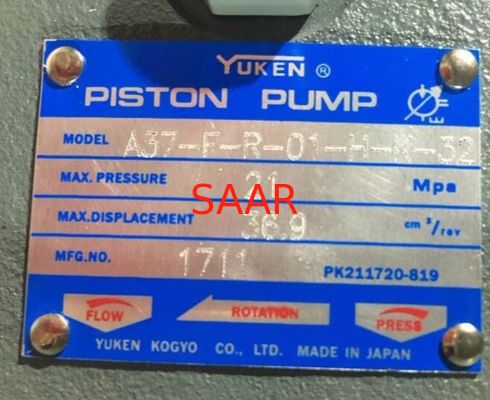 YUKEN ®
PISTON PUMP
MODEL A37-F-R-01-H-K-32
MAX. PRESSURE 21 Mpa
SAAR
MAX.DISPLACEMENT 36.9 cm³/rev
MFG.NO. 1711 PK211720-819
FLOW ROTATION PRESS
YUKEN KOGYO CO., LTD. MADE IN JAPAN